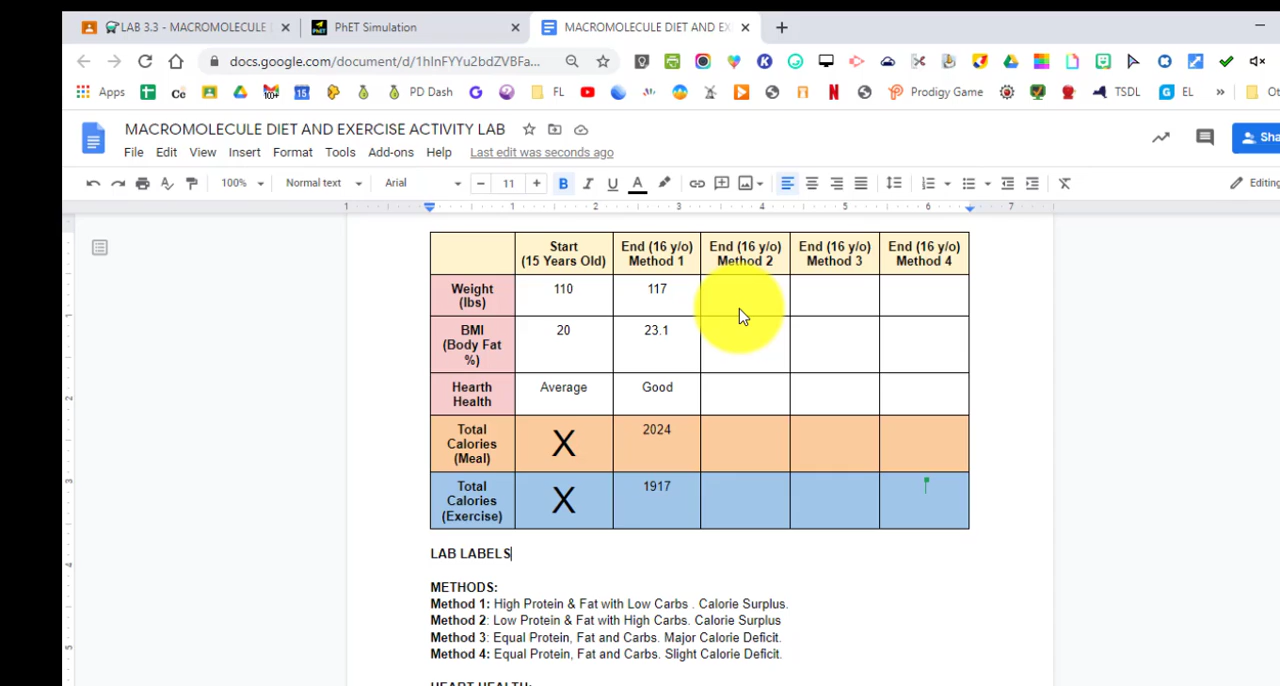 LAB 3.3 - MACROMOLECULE
PhET Simulation
MACROMOLECULE DIET AND EX
docs.google.com/document/d/1hInFYYu2bdZVBFa...
Apps
PD Dash
FL
Prodigy Game
TSDL
EL
»
MACROMOLECULE DIET AND EXERCISE ACTIVITY LAB
File Edit View Insert Format Tools Add-ons Help Last edit was seconds ago
100% Normal text Arial 11 Editing
Start (15 Years Old)
End (16 y/o) Method 1
End (16 y/o) Method 2
End (16 y/o) Method 3
End (16 y/o) Method 4
Weight (lbs) 110 117
BMI (Body Fat %) 20 23.1
Hearth Health Average Good
Total Calories (Meal) X 2024
Total Calories (Exercise) X 1917
LAB LABELS
METHODS:
Method 1: High Protein & Fat with Low Carbs . Calorie Surplus.
Method 2: Low Protein & Fat with High Carbs. Calorie Surplus
Method 3: Equal Protein, Fat and Carbs. Major Calorie Deficit.
Method 4: Equal Protein, Fat and Carbs. Slight Calorie Deficit.
HEART HEALTH: